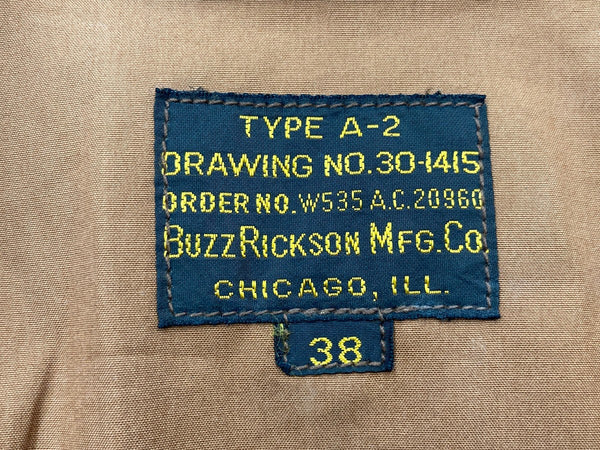 TYPE A-2
DRAWING NO.30-1415
ORDER NO. W535 A.C.20960
BUZZ RICKSON MFG.CO.
CHICAGO, ILL.
38